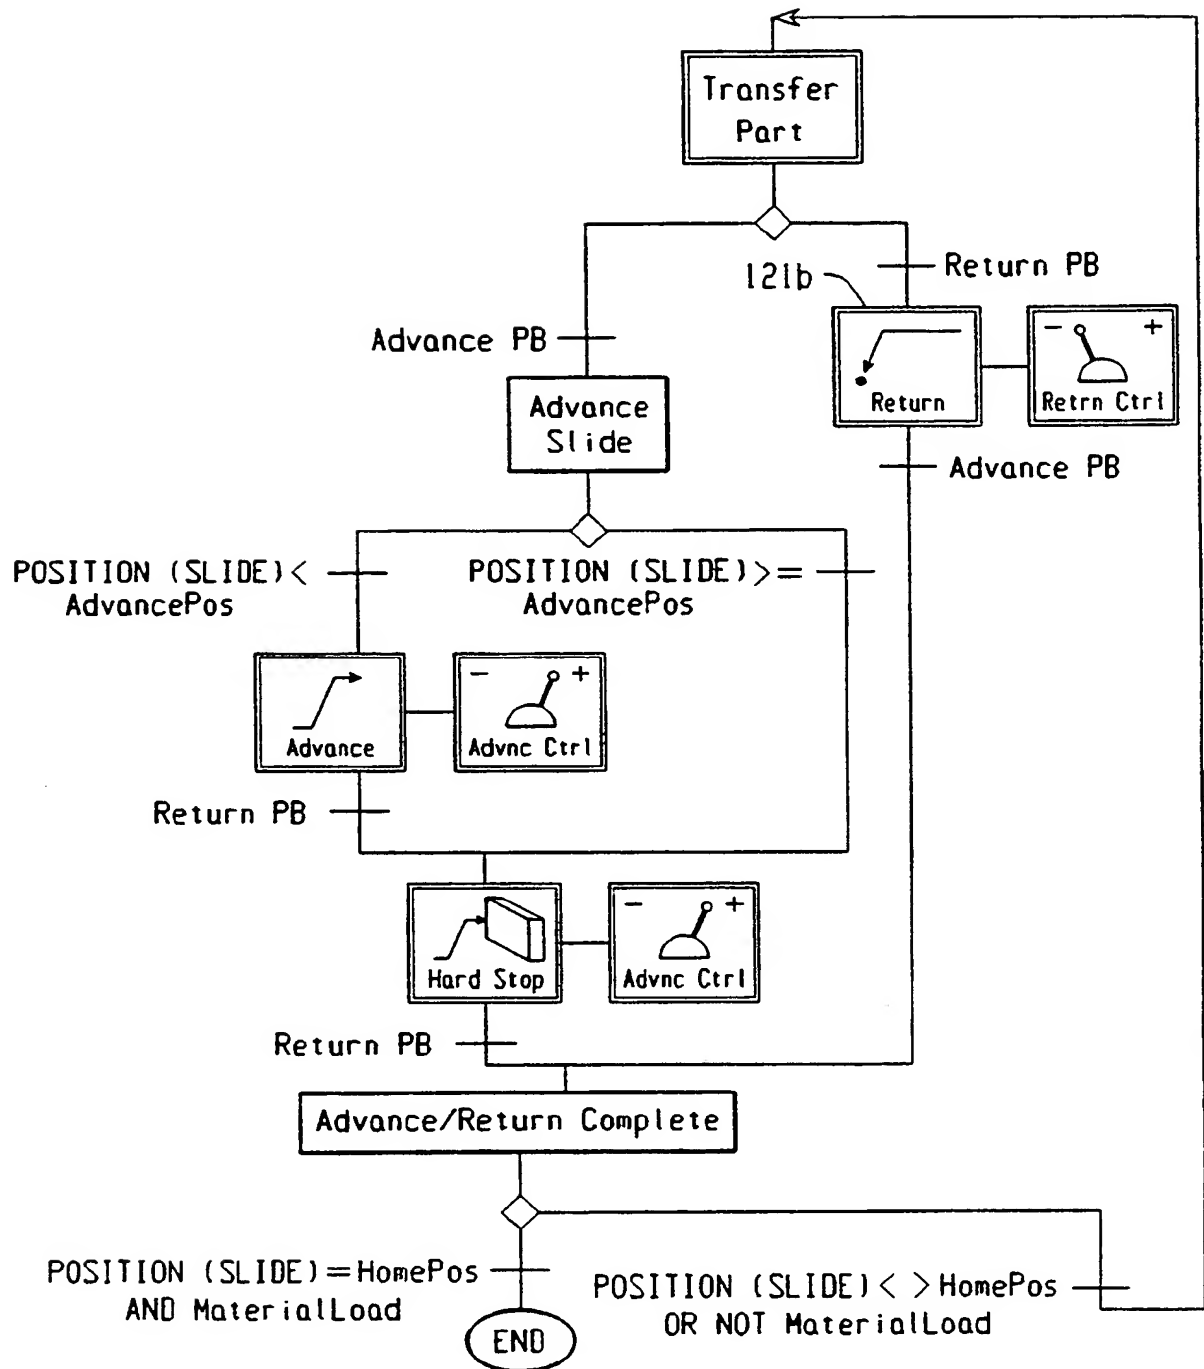 Transfer
Part
Return PB
121b
Advance PB
- +
Return
Retrn Ctrl
Advance
Slide
Advance PB
POSITION (SLIDE)<
AdvancePos
POSITION (SLIDE)>=
AdvancePos
- +
Advance
Advnc Ctrl
Return PB
- +
Hard Stop
Advnc Ctrl
Return PB
Advance/Return Complete
POSITION (SLIDE)=HomePos
AND MaterialLoad
POSITION (SLIDE)< >HomePos
OR NOT MaterialLoad
END